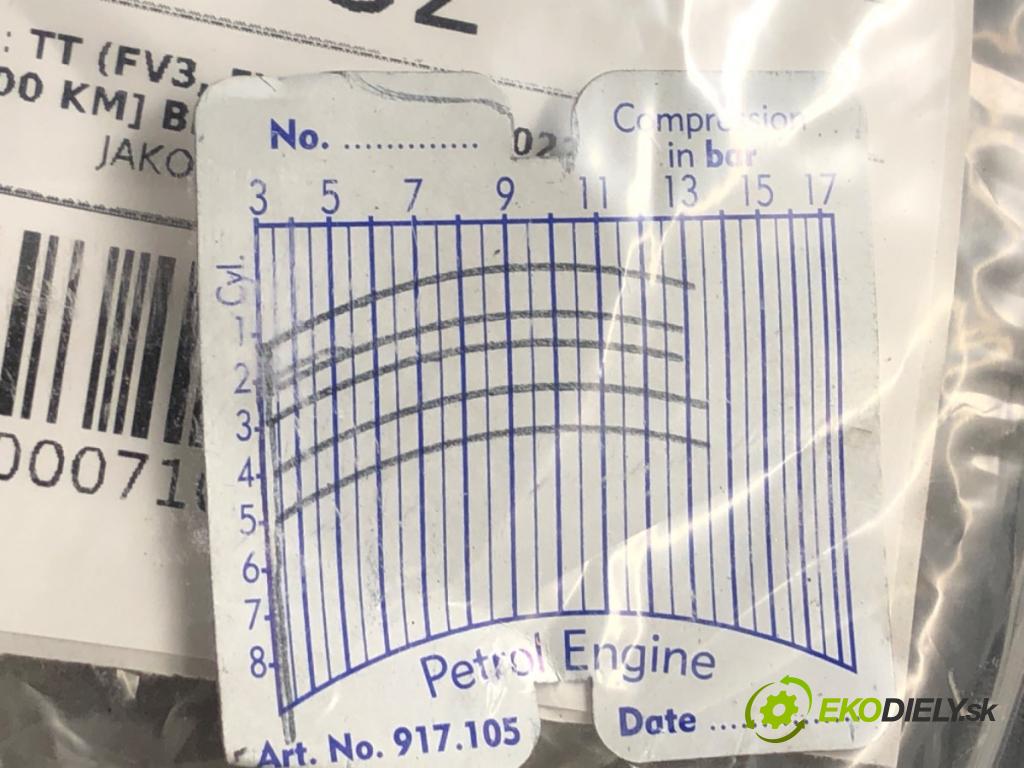 : TT (FV3,
00 KM] B
JAKO
No. ............. 02
Compression
in bar
3 5 7 9 11 13 15 17
Cyl.
1
2
3
4
5
6
7
8
00071
Petrol Engine
Art. No. 917.105
Date ..............
EKODIELY.sk